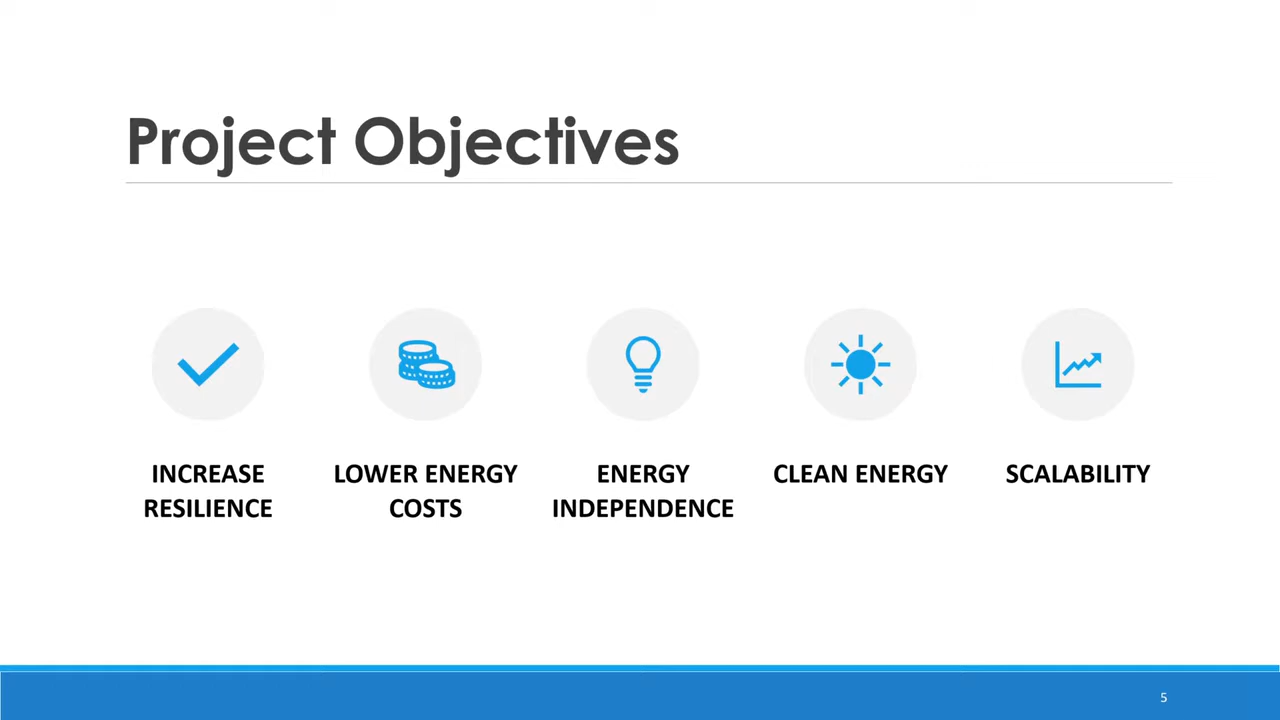 Project Objectives
INCREASE
RESILIENCE
LOWER ENERGY
COSTS
ENERGY
INDEPENDENCE
CLEAN ENERGY
SCALABILITY
5